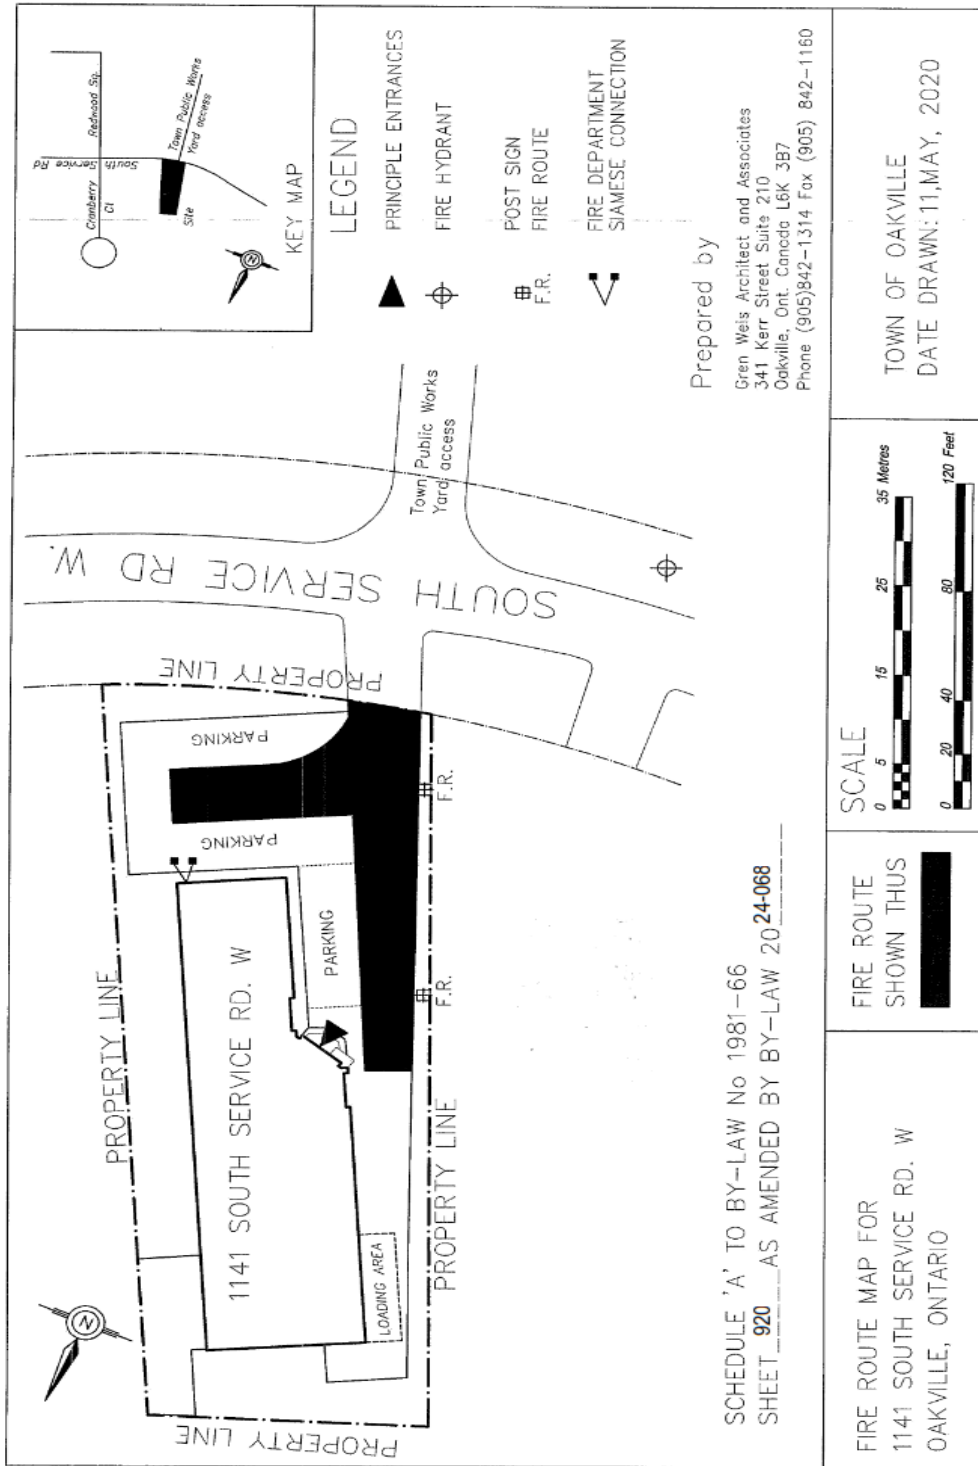 PROPERTY LINE
PROPERTY LINE
PROPERTY LINE
PROPERTY LINE
1141 SOUTH SERVICE RD. W
LOADING AREA
PARKING
PARKING
PARKING
F.R.
F.R.
SOUTH SERVICE RD W.
Town Public Works
Yard access
N
Cranberry
Cl
Redwood Sq.
South Service Rd
Town Public Works
Yard access
Site
N
KEY MAP
LEGEND
PRINCIPLE ENTRANCES
FIRE HYDRANT
F.R.
POST SIGN
FIRE ROUTE
FIRE DEPARTMENT
SIAMESE CONNECTION
Prepared by
Gren Weis Architect and Associates
341 Kerr Street Suite 210
Oakville, Ont. Canada L6K 3B7
Phone (905)842-1314 Fax (905) 842-1160
SCHEDULE 'A' TO BY-LAW No 1981-66
SHEET 920 AS AMENDED BY BY-LAW 2024-068
FIRE ROUTE MAP FOR
1141 SOUTH SERVICE RD. W
OAKVILLE, ONTARIO
FIRE ROUTE
SHOWN THUS
SCALE
0 5 15 25 35 Metres
0 20 40 80 120 Feet
TOWN OF OAKVILLE
DATE DRAWN:11,MAY, 2020